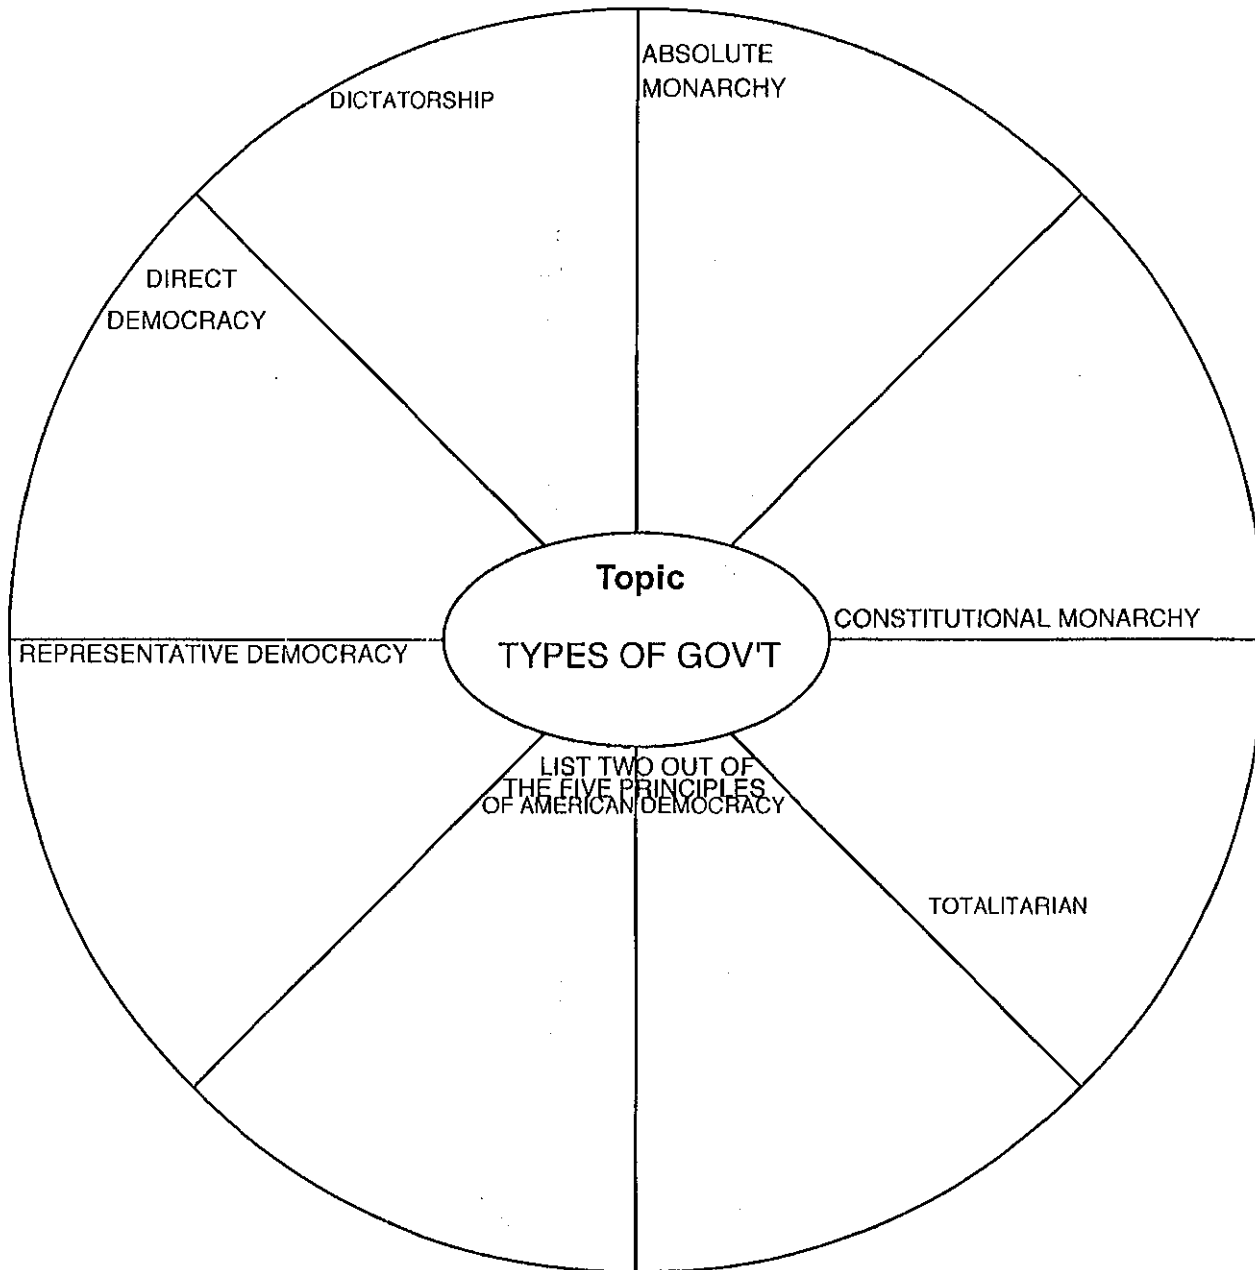 ABSOLUTE
MONARCHY
DICTATORSHIP
DIRECT
DEMOCRACY
Topic
TYPES OF GOV'T
CONSTITUTIONAL MONARCHY
REPRESENTATIVE DEMOCRACY
LIST TWO OUT OF
THE FIVE PRINCIPLES
OF AMERICAN DEMOCRACY
TOTALITARIAN